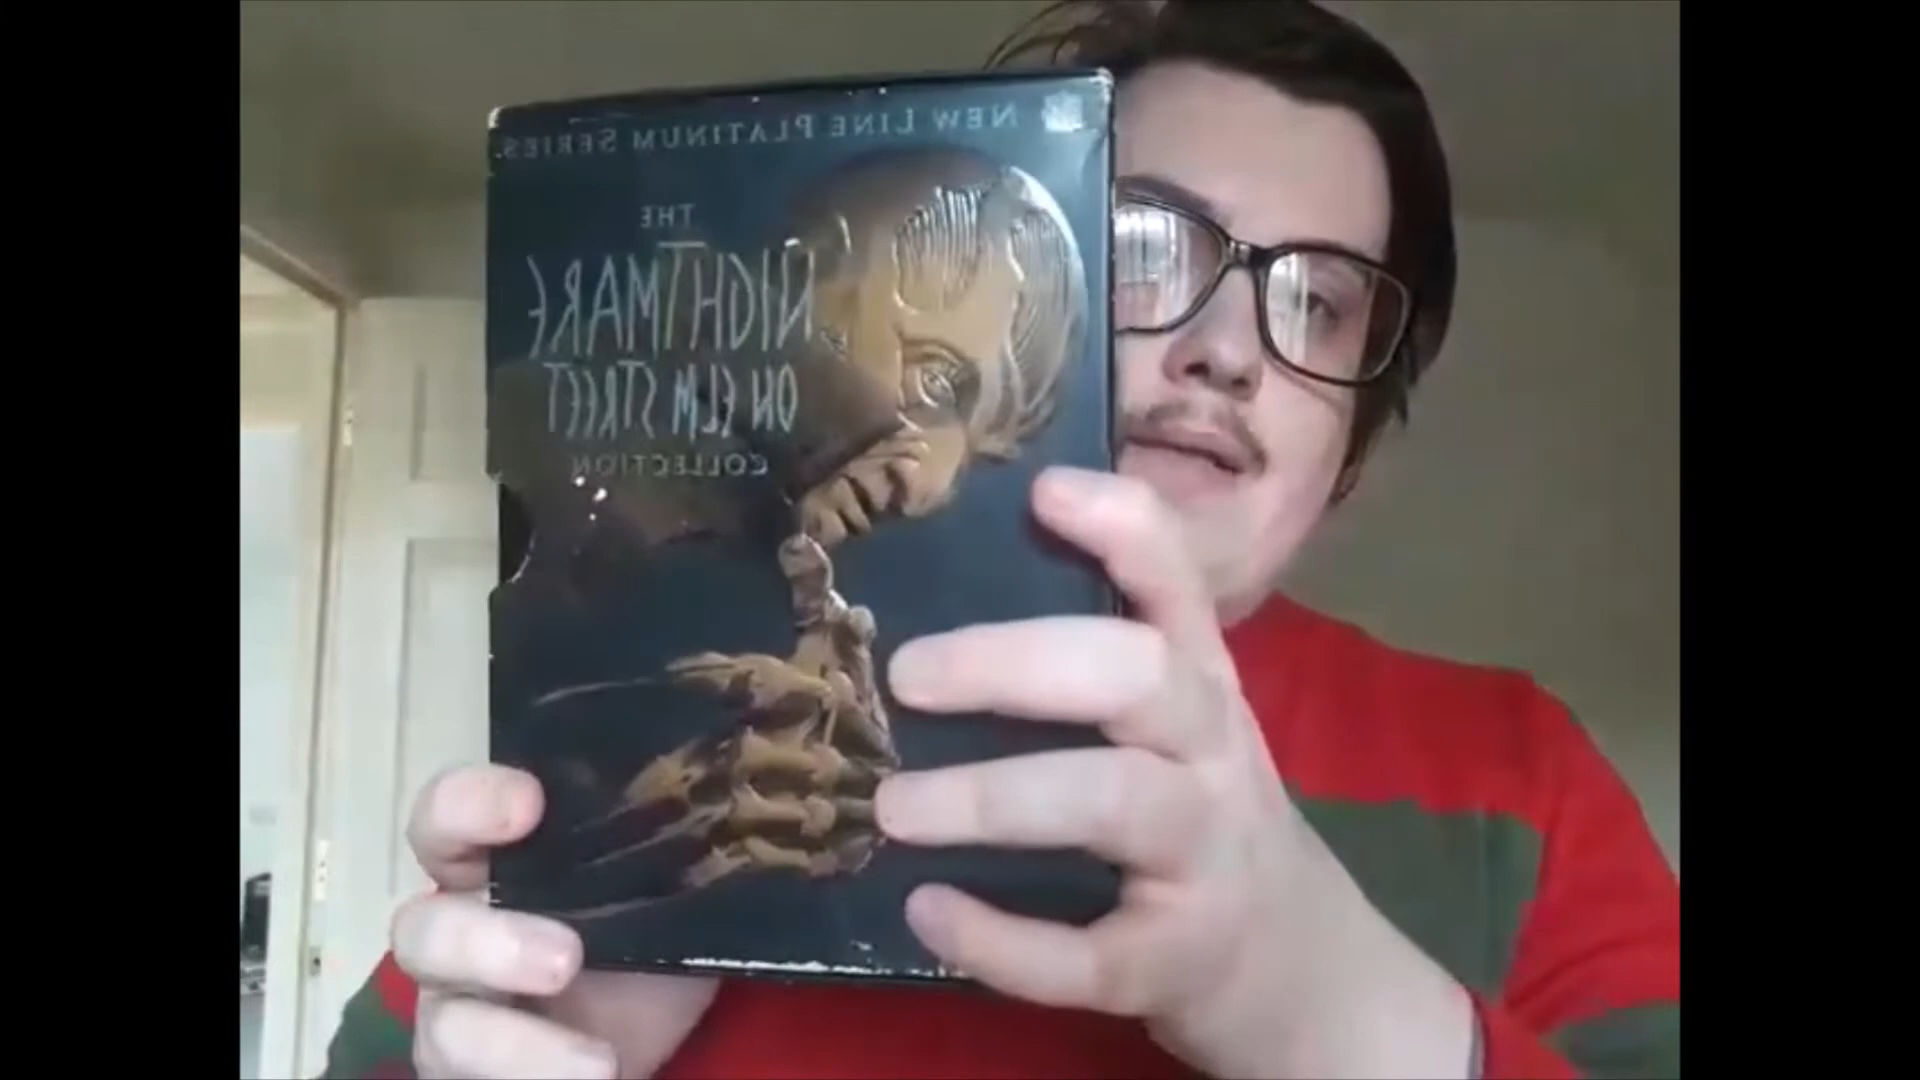 NEW LINE PLATINUM SERIES.
THE
NIGHTMARE
ON ELM STREET
COLLECTION